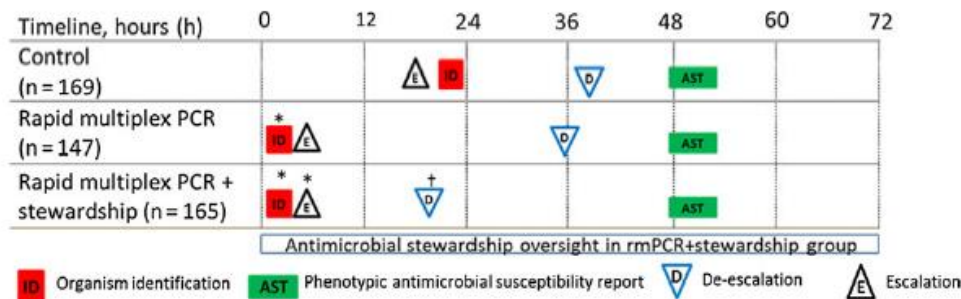 Timeline, hours (h) 0 12 24 36 48 60 72
Control
(n = 169)
E ID D AST
Rapid multiplex PCR
(n = 147)
* ID E D AST
Rapid multiplex PCR +
stewardship (n = 165)
* * †
ID E D AST
Antimicrobial stewardship oversight in rmPCR+stewardship group
ID Organism identification AST Phenotypic antimicrobial susceptibility report D De-escalation E Escalation